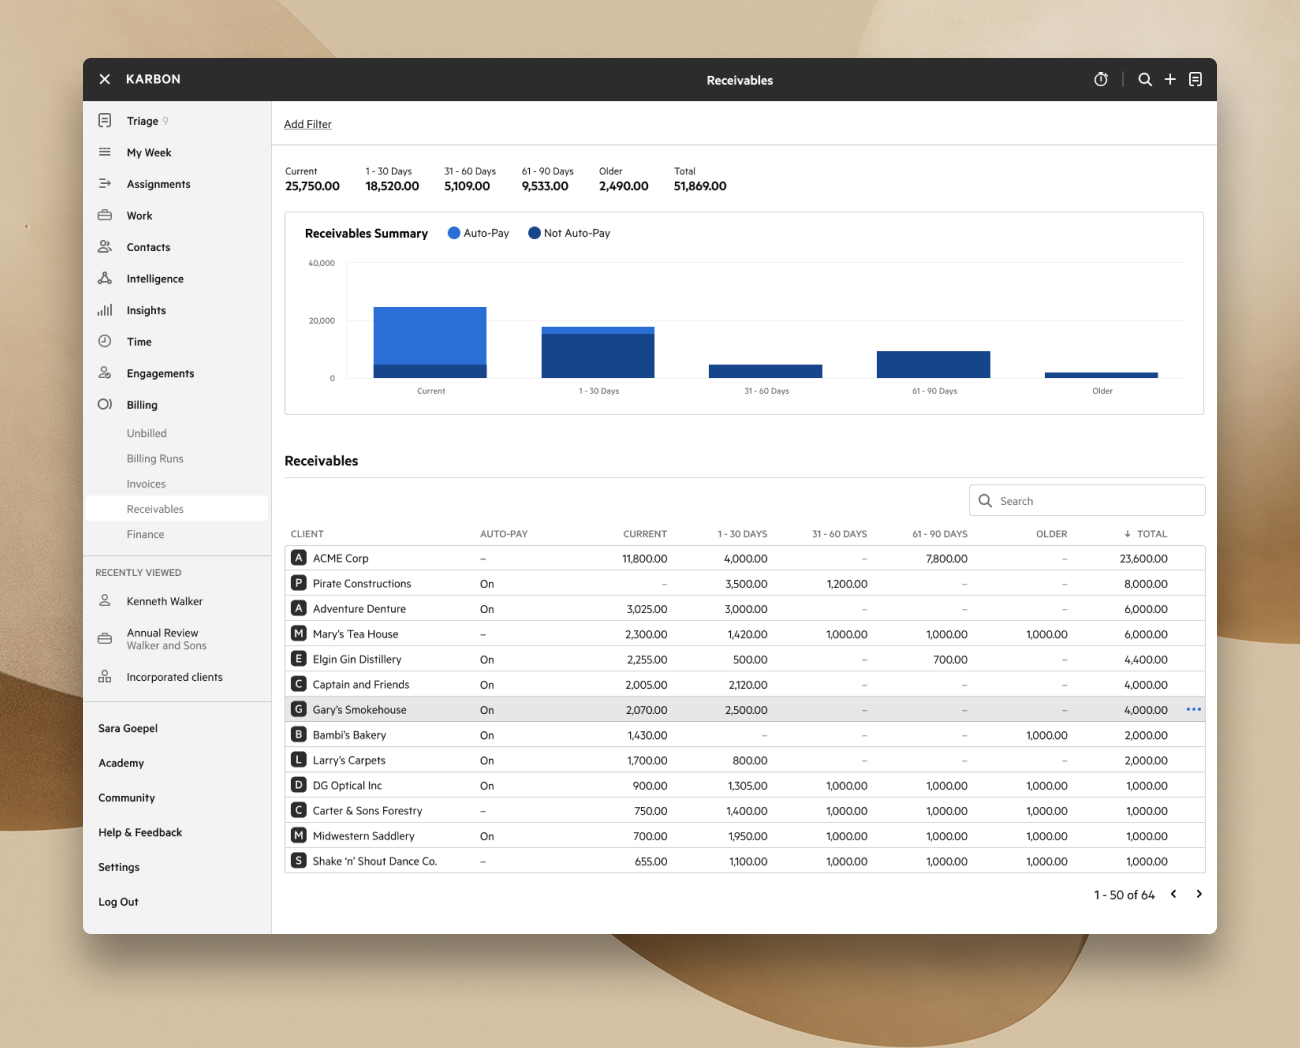 KARBON
Receivables
Triage 9
My Week
Assignments
Work
Contacts
Intelligence
Insights
Time
Engagements
Billing
Unbilled
Billing Runs
Invoices
Receivables
Finance
RECENTLY VIEWED
Kenneth Walker
Annual Review
Walker and Sons
Incorporated clients
Sara Goepel
Academy
Community
Help & Feedback
Settings
Log Out
Add Filter
Current 1 - 30 Days 31 - 60 Days 61 - 90 Days Older Total
25,750.00 18,520.00 5,109.00 9,533.00 2,490.00 51,869.00
Receivables Summary Auto-Pay Not Auto-Pay
40,000
20,000
0
Current 1 - 30 Days 31 - 60 Days 61 - 90 Days Older
Receivables
Search
CLIENT AUTO-PAY CURRENT 1 - 30 DAYS 31 - 60 DAYS 61 - 90 DAYS OLDER ↓ TOTAL
A ACME Corp – 11,800.00 4,000.00 – 7,800.00 – 23,600.00
P Pirate Constructions On – 3,500.00 1,200.00 – – 8,000.00
A Adventure Denture On 3,025.00 3,000.00 – – – 6,000.00
M Mary's Tea House – 2,300.00 1,420.00 1,000.00 1,000.00 1,000.00 6,000.00
E Elgin Gin Distillery On 2,255.00 500.00 – 700.00 – 4,400.00
C Captain and Friends On 2,005.00 2,120.00 – – – 4,000.00
G Gary's Smokehouse On 2,070.00 2,500.00 – – – 4,000.00
B Bambi's Bakery On 1,430.00 – – – 1,000.00 2,000.00
L Larry's Carpets On 1,700.00 800.00 – – – 2,000.00
D DG Optical Inc On 900.00 1,305.00 1,000.00 1,000.00 1,000.00 1,000.00
C Carter & Sons Forestry – 750.00 1,400.00 1,000.00 1,000.00 1,000.00 1,000.00
M Midwestern Saddlery On 700.00 1,950.00 1,000.00 1,000.00 1,000.00 1,000.00
S Shake 'n' Shout Dance Co. – 655.00 1,100.00 1,000.00 1,000.00 1,000.00 1,000.00
1 - 50 of 64